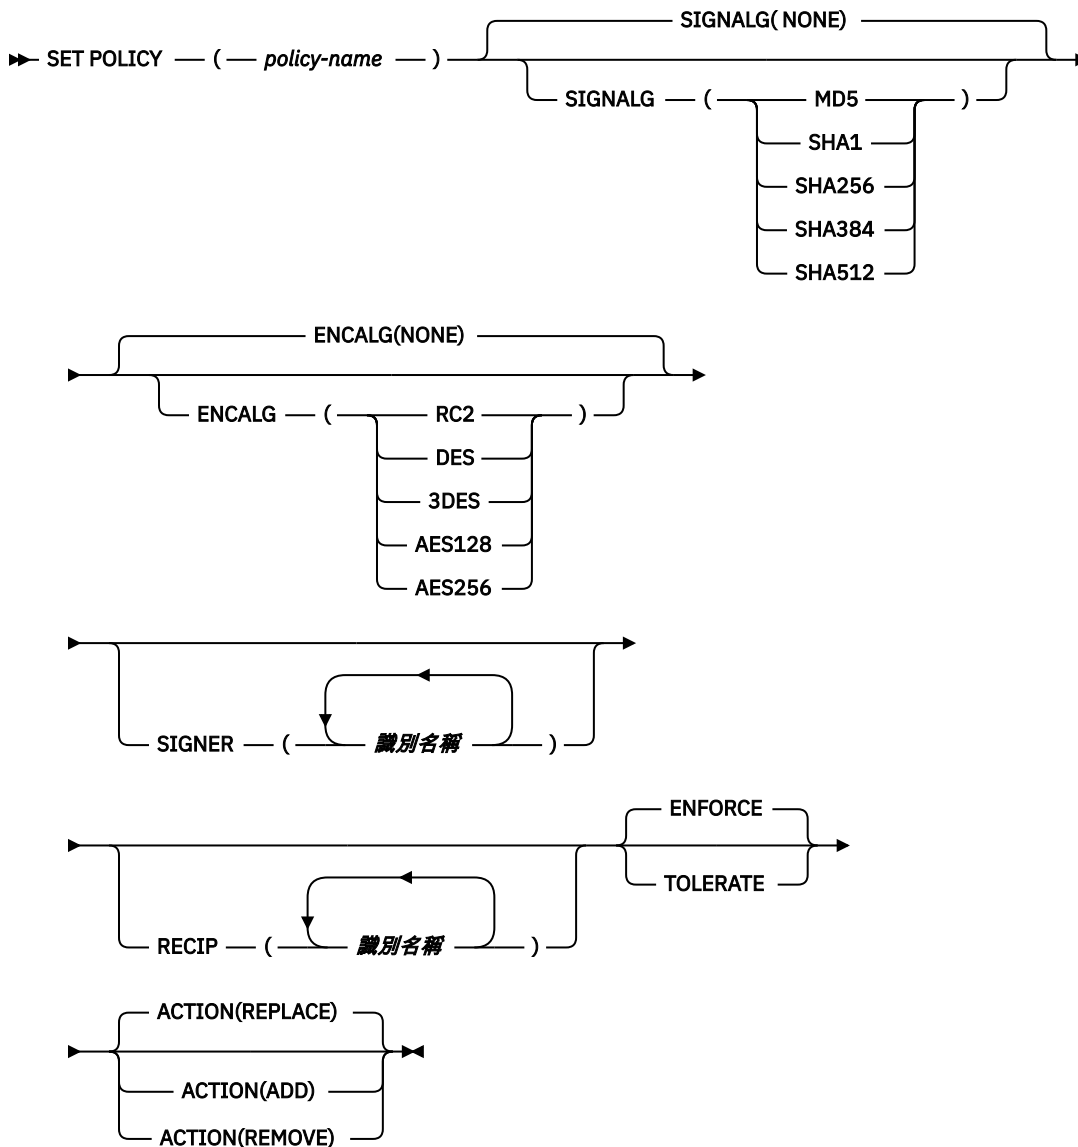 SIGNALG( NONE)
SET POLICY ( policy-name )
SIGNALG ( MD5 )
SHA1
SHA256
SHA384
SHA512
ENCALG(NONE)
ENCALG ( RC2 )
DES
3DES
AES128
AES256
SIGNER ( 識別名稱 )
ENFORCE
TOLERATE
RECIP ( 識別名稱 )
ACTION(REPLACE)
ACTION(ADD)
ACTION(REMOVE)